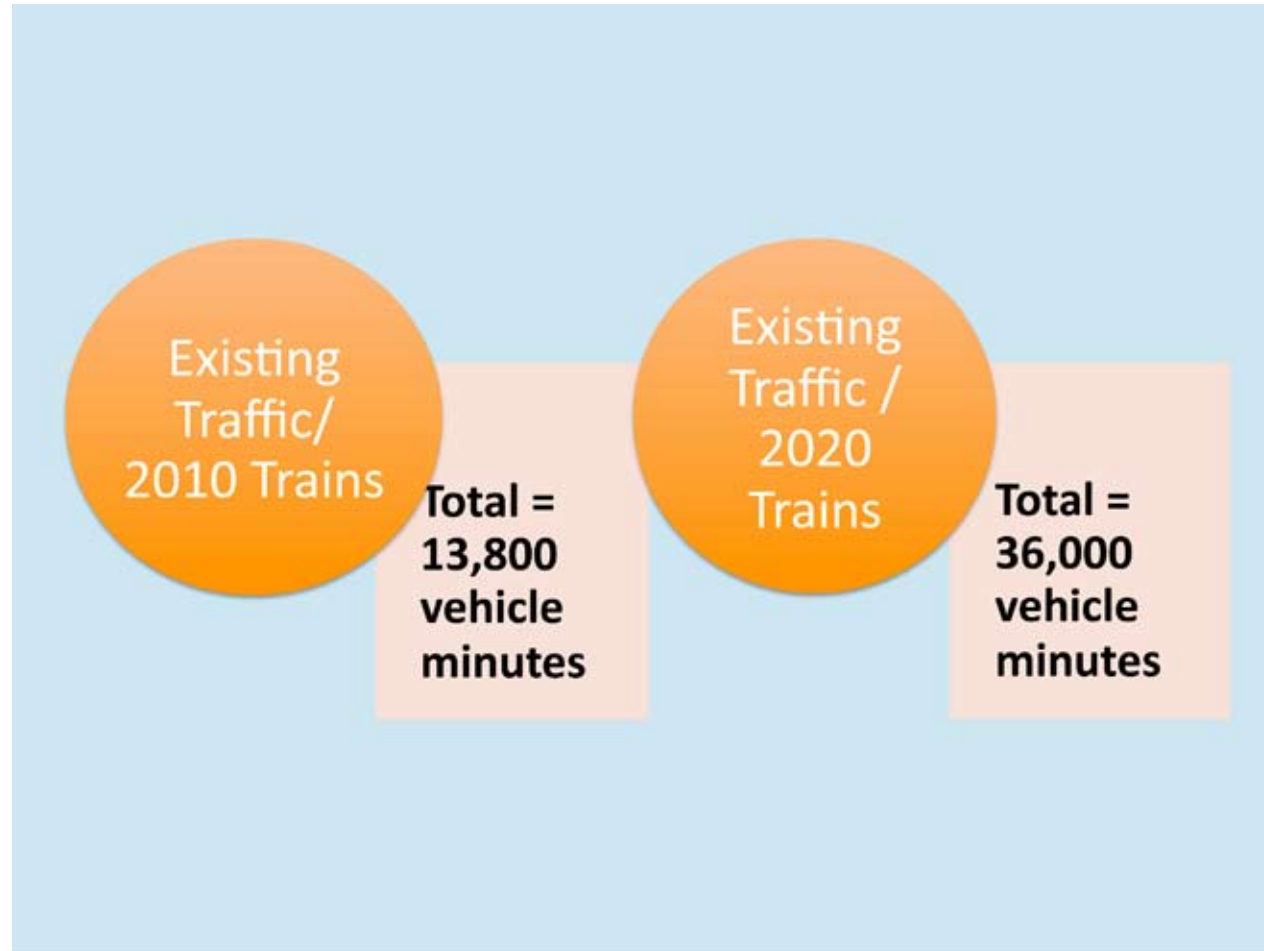 Existing
Traffic/
2010 Trains
Total =
13,800
vehicle
minutes
Existing
Traffic /
2020
Trains
Total =
36,000
vehicle
minutes